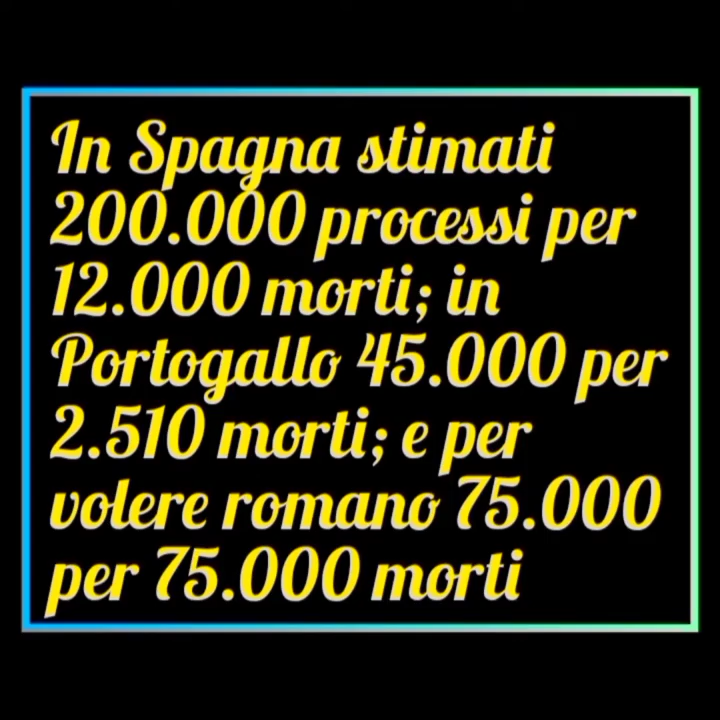 In Spagna stimati
200.000 processi per
12.000 morti; in
Portogallo 45.000 per
2.510 morti; e per
volere romano 75.000
per 75.000 morti